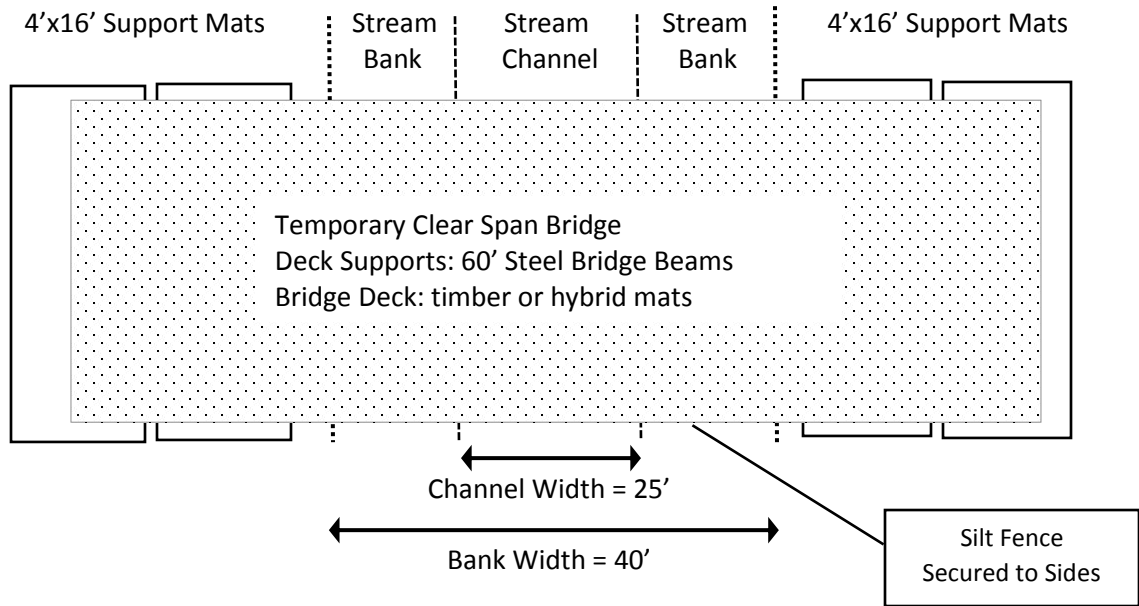 4’x16’ Support Mats
Stream
Bank
Stream
Channel
Stream
Bank
4’x16’ Support Mats
Temporary Clear Span Bridge
Deck Supports: 60’ Steel Bridge Beams
Bridge Deck: timber or hybrid mats
Channel Width = 25’
Bank Width = 40’
Silt Fence
Secured to Sides